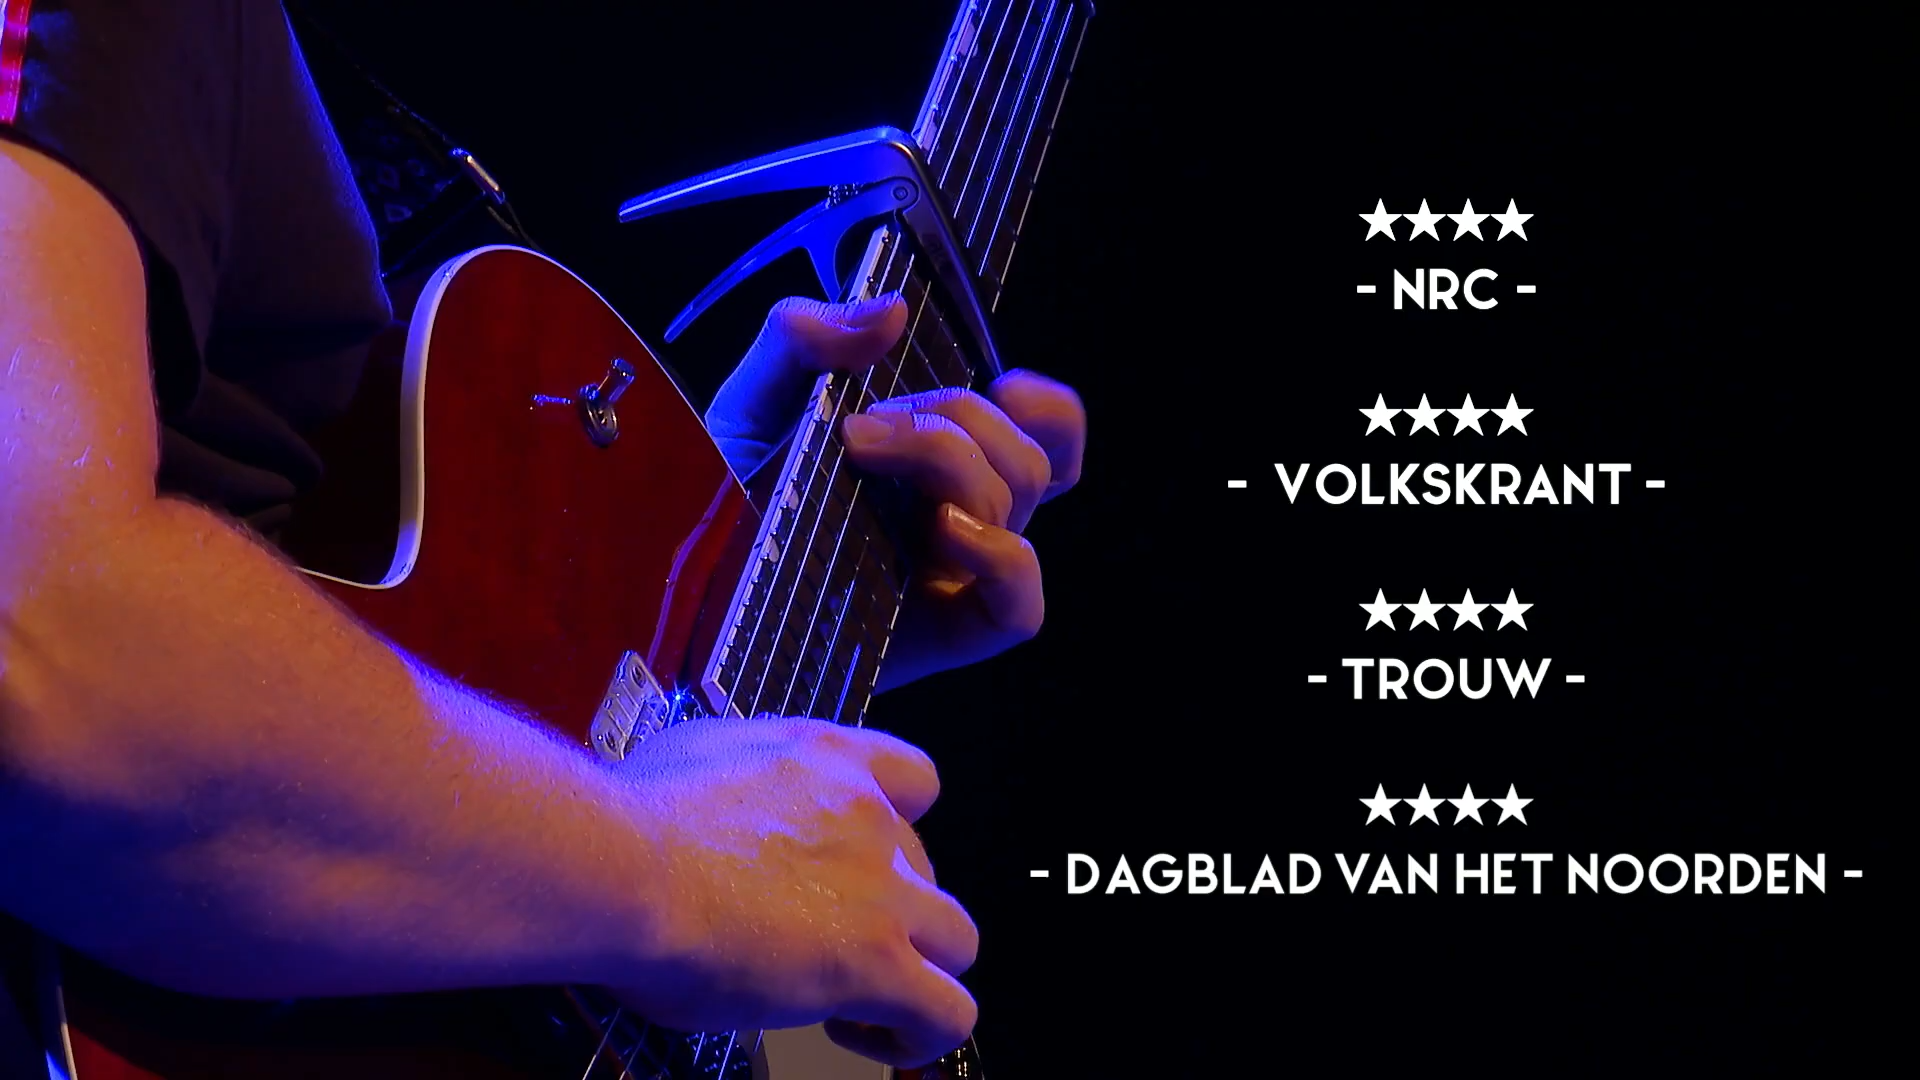 ★★★★
- NRC -
★★★★
- VOLKSKRANT -
★★★★
- TROUW -
★★★★
- DAGBLAD VAN HET NOORDEN -